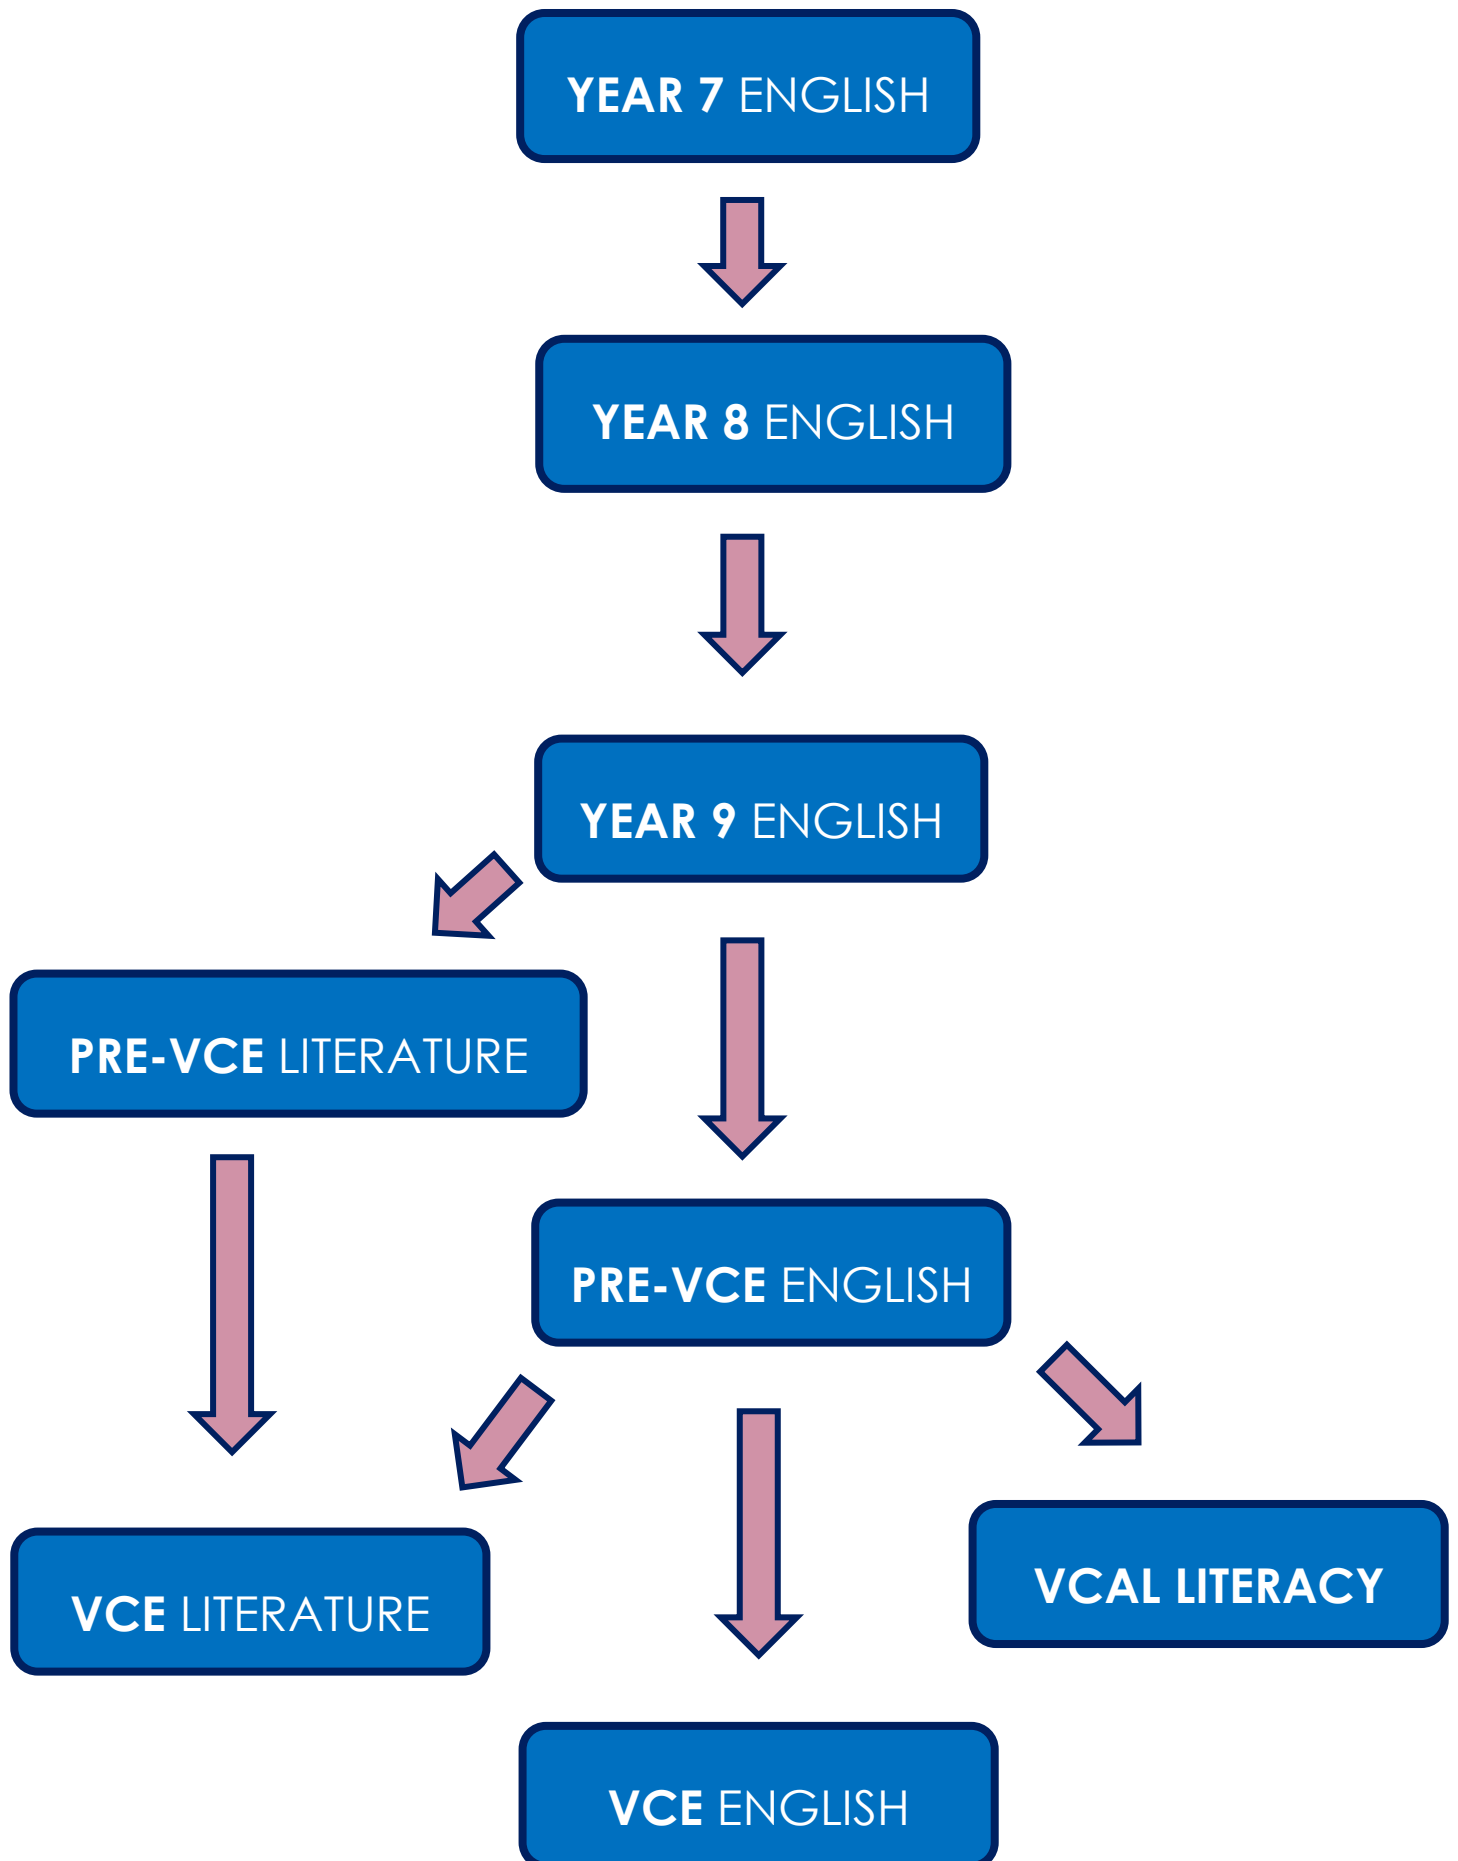 YEAR 7 ENGLISH
YEAR 8 ENGLISH
YEAR 9 ENGLISH
PRE-VCE LITERATURE
PRE-VCE ENGLISH
VCE LITERATURE
VCAL LITERACY
VCE ENGLISH